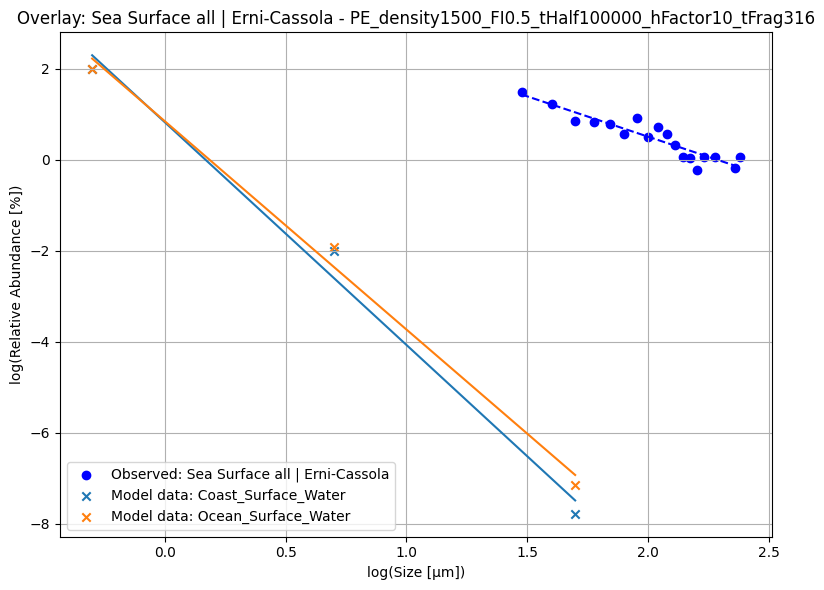 Overlay: Sea Surface all | Erni-Cassola - PE_density1500_FI0.5_tHalf100000_hFactor10_tFrag316
log(Relative Abundance [%])
2
0
−2
−4
−6
−8
Observed: Sea Surface all | Erni-Cassola
Model data: Coast_Surface_Water
Model data: Ocean_Surface_Water
0.0 0.5 1.0 1.5 2.0 2.5
log(Size [μm])